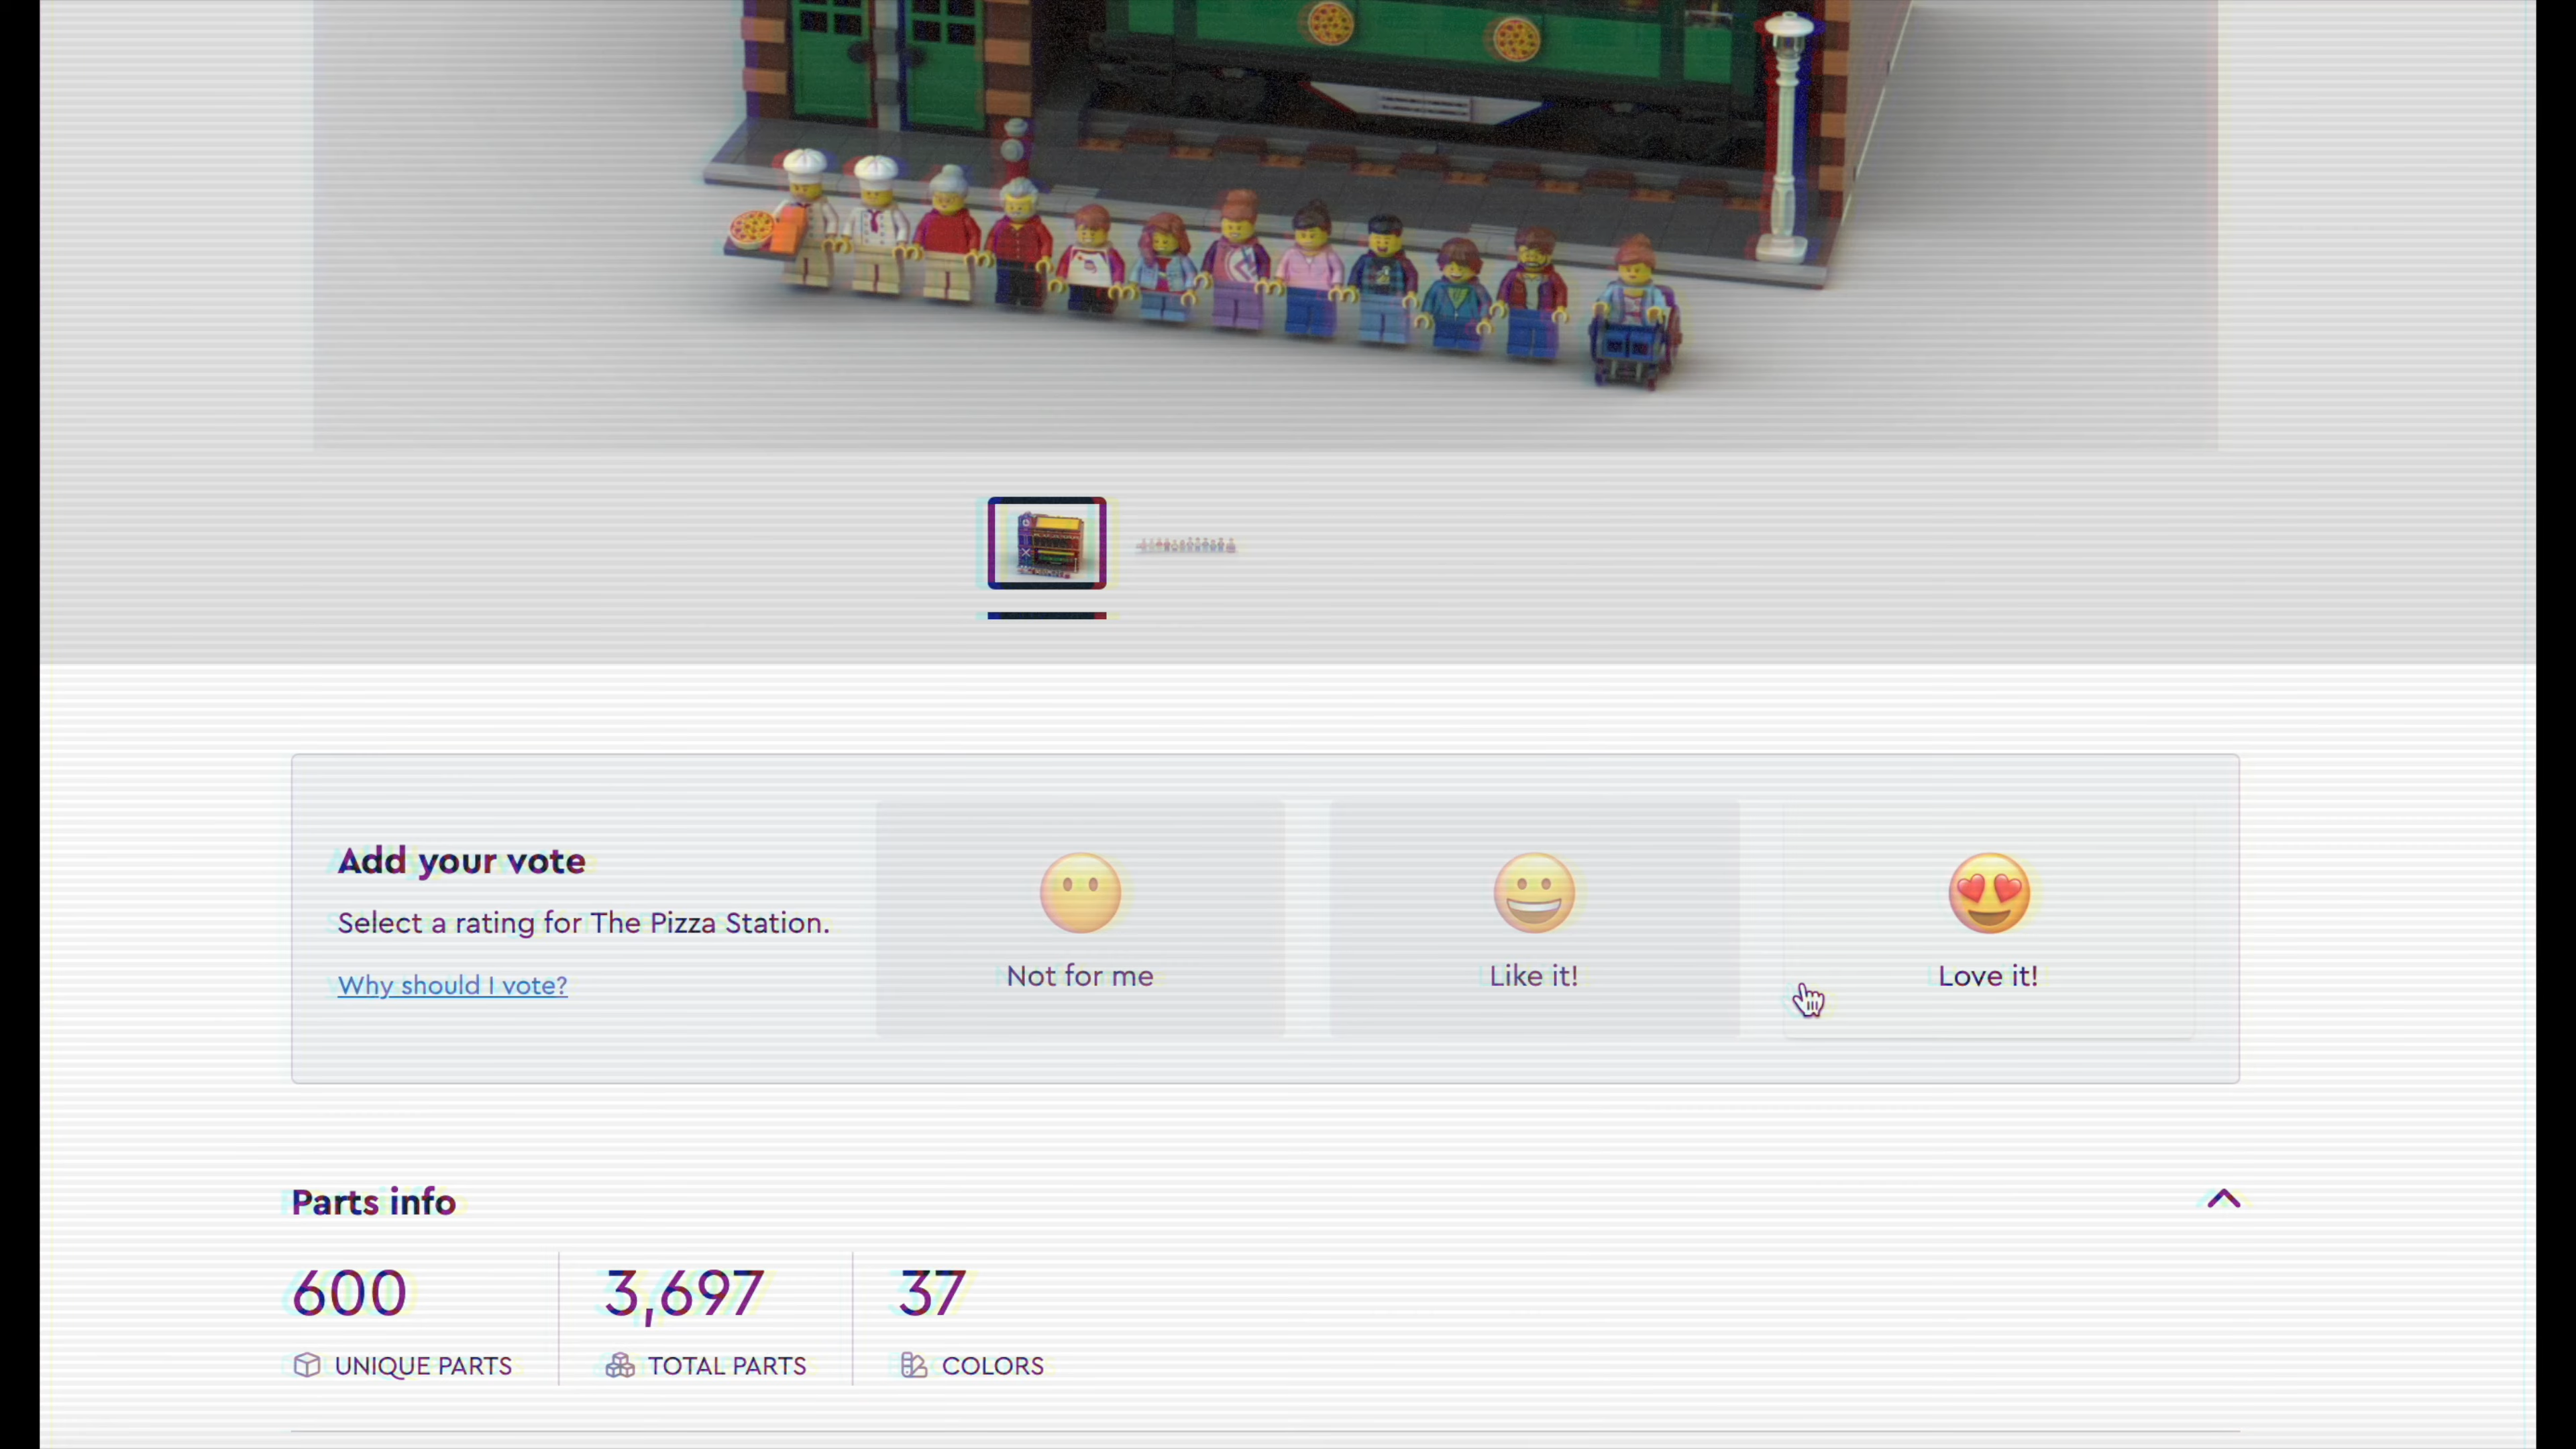 Add your vote
Select a rating for The Pizza Station.
Why should I vote?
Not for me
Like it!
Love it!
Parts info
600
3,697
37
UNIQUE PARTS
TOTAL PARTS
COLORS